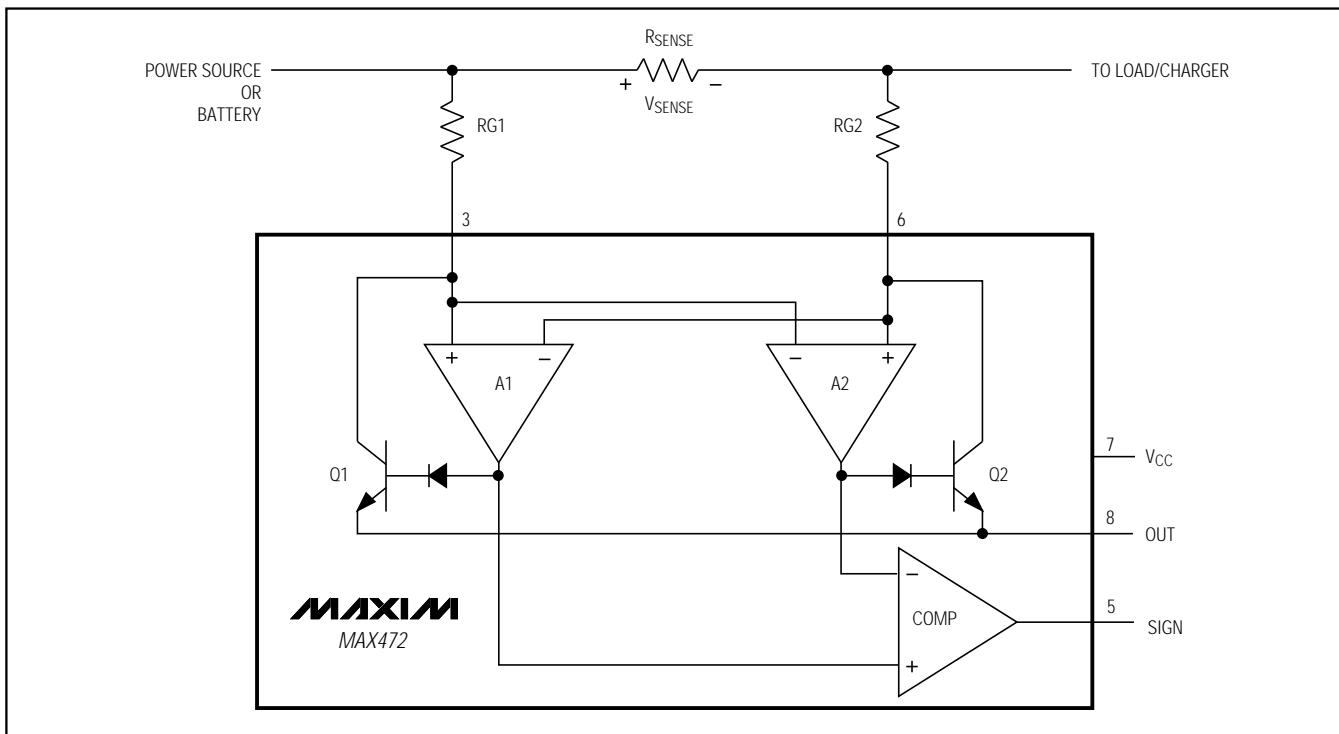 RSENSE
POWER SOURCE
OR
BATTERY
+ VSENSE −
TO LOAD/CHARGER
RG1
RG2
3
6
+ −
− +
A1
A2
Q1
Q2
7
VCC
8
OUT
−
COMP
+
5
SIGN
MAXIM
MAX472